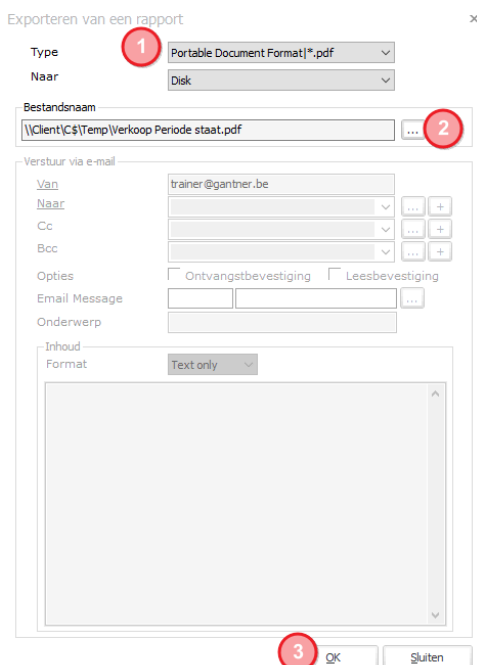 Exporteren van een rapport
Type 1 Portable Document Format|*.pdf
Naar Disk
Bestandsnaam
\\Client\C$\Temp\Verkoop Periode staat.pdf ... 2
Verstuur via e-mail
Van trainer@gantner.be
Naar ... +
Cc ... +
Bcc ... +
Opties Ontvangstbevestiging Leesbevestiging
Email Message ...
Onderwerp
Inhoud
Format Text only
3 OK Sluiten